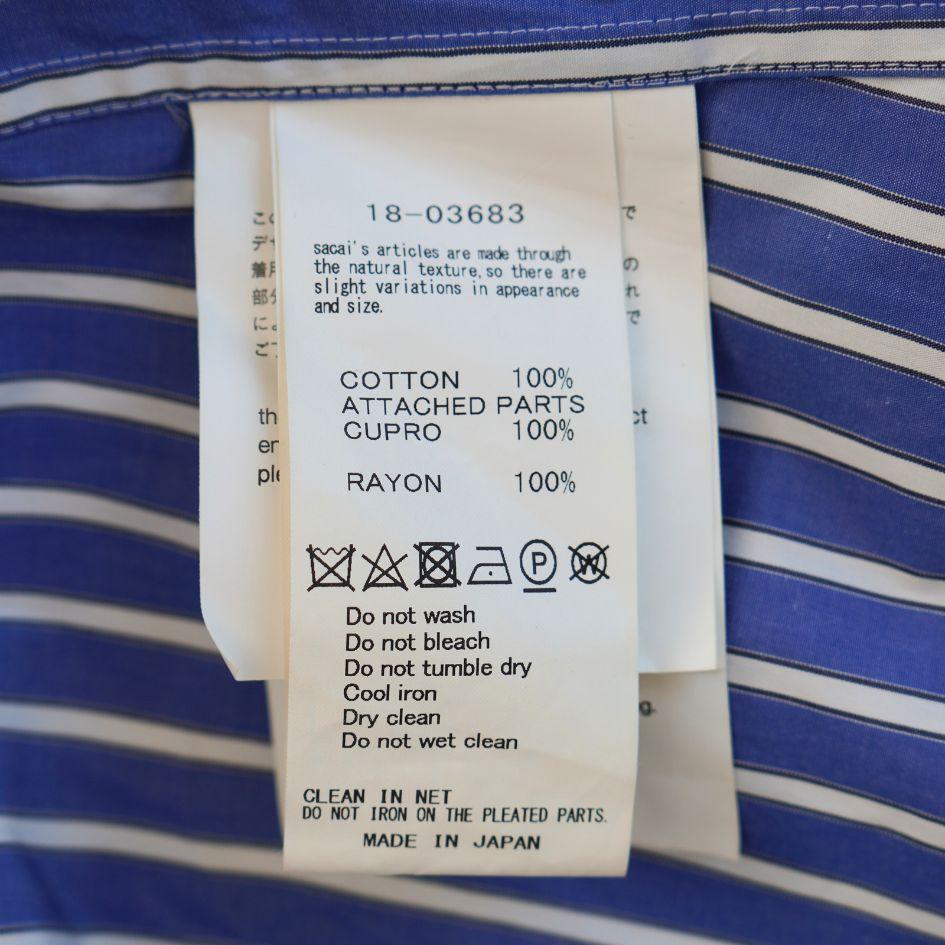 18-03683
sacai's articles are made through
the natural texture, so there are
slight variations in appearance
and size.
COTTON 100%
ATTACHED PARTS
CUPRO 100%
RAYON 100%
P
W
Do not wash
Do not bleach
Do not tumble dry
Cool iron
Dry clean
Do not wet clean
CLEAN IN NET
DO NOT IRON ON THE PLEATED PARTS.
MADE IN JAPAN